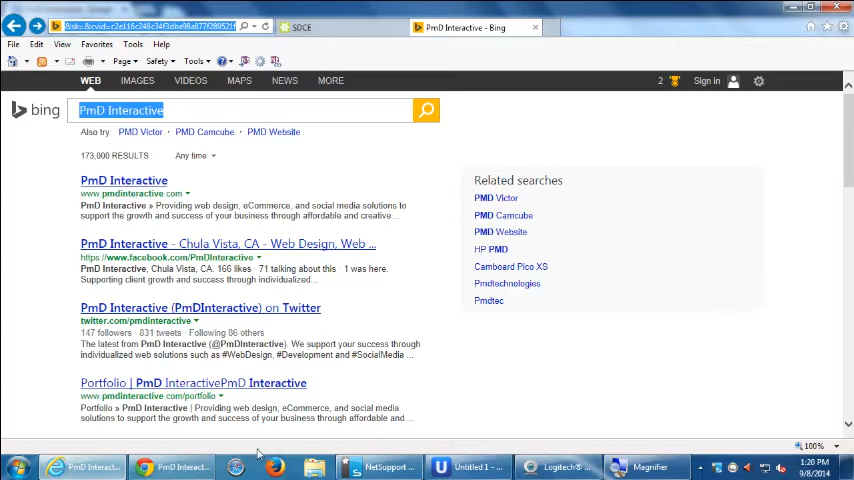 &sk=&cvid=c2e116c248c34f3dbe98a877f289521f
SDCE
PmD Interactive - Bing
File Edit View Favorites Tools Help
Page Safety Tools
WEB IMAGES VIDEOS MAPS NEWS MORE
2 Sign in
bing PmD Interactive
Also try: PMD Victor · PMD Camcube · PMD Website
173,000 RESULTS Any time
PmD Interactive
www.pmdinteractive.com
PmD Interactive » Providing web design, eCommerce, and social media solutions to
support the growth and success of your business through affordable and creative ...
PmD Interactive - Chula Vista, CA - Web Design, Web ...
https://www.facebook.com/PmDInteractive
PmD Interactive, Chula Vista, CA. 166 likes · 71 talking about this · 1 was here.
Supporting client growth and success through individualized...
PmD Interactive (PmDInteractive) on Twitter
twitter.com/pmdinteractive
147 followers · 831 tweets · Following 86 others
The latest from PmD Interactive (@PmDInteractive). We support your success through
individualized web solutions such as #WebDesign, #Development and #SocialMedia ...
Portfolio | PmD InteractivePmD Interactive
www.pmdinteractive.com/portfolio
Portfolio » PmD Interactive | Providing web design, eCommerce, and social media
solutions to support the growth and success of your business through affordable
Related searches
PMD Victor
PMD Camcube
PMD Website
HP PMD
Camboard Pico XS
Pmdtechnologies
Pmdtec
100%
PmD Interact... PmD Interact... NetSupport ... Untitled 1 - ... Logitech® ... Magnifier
1:20 PM
9/8/2014